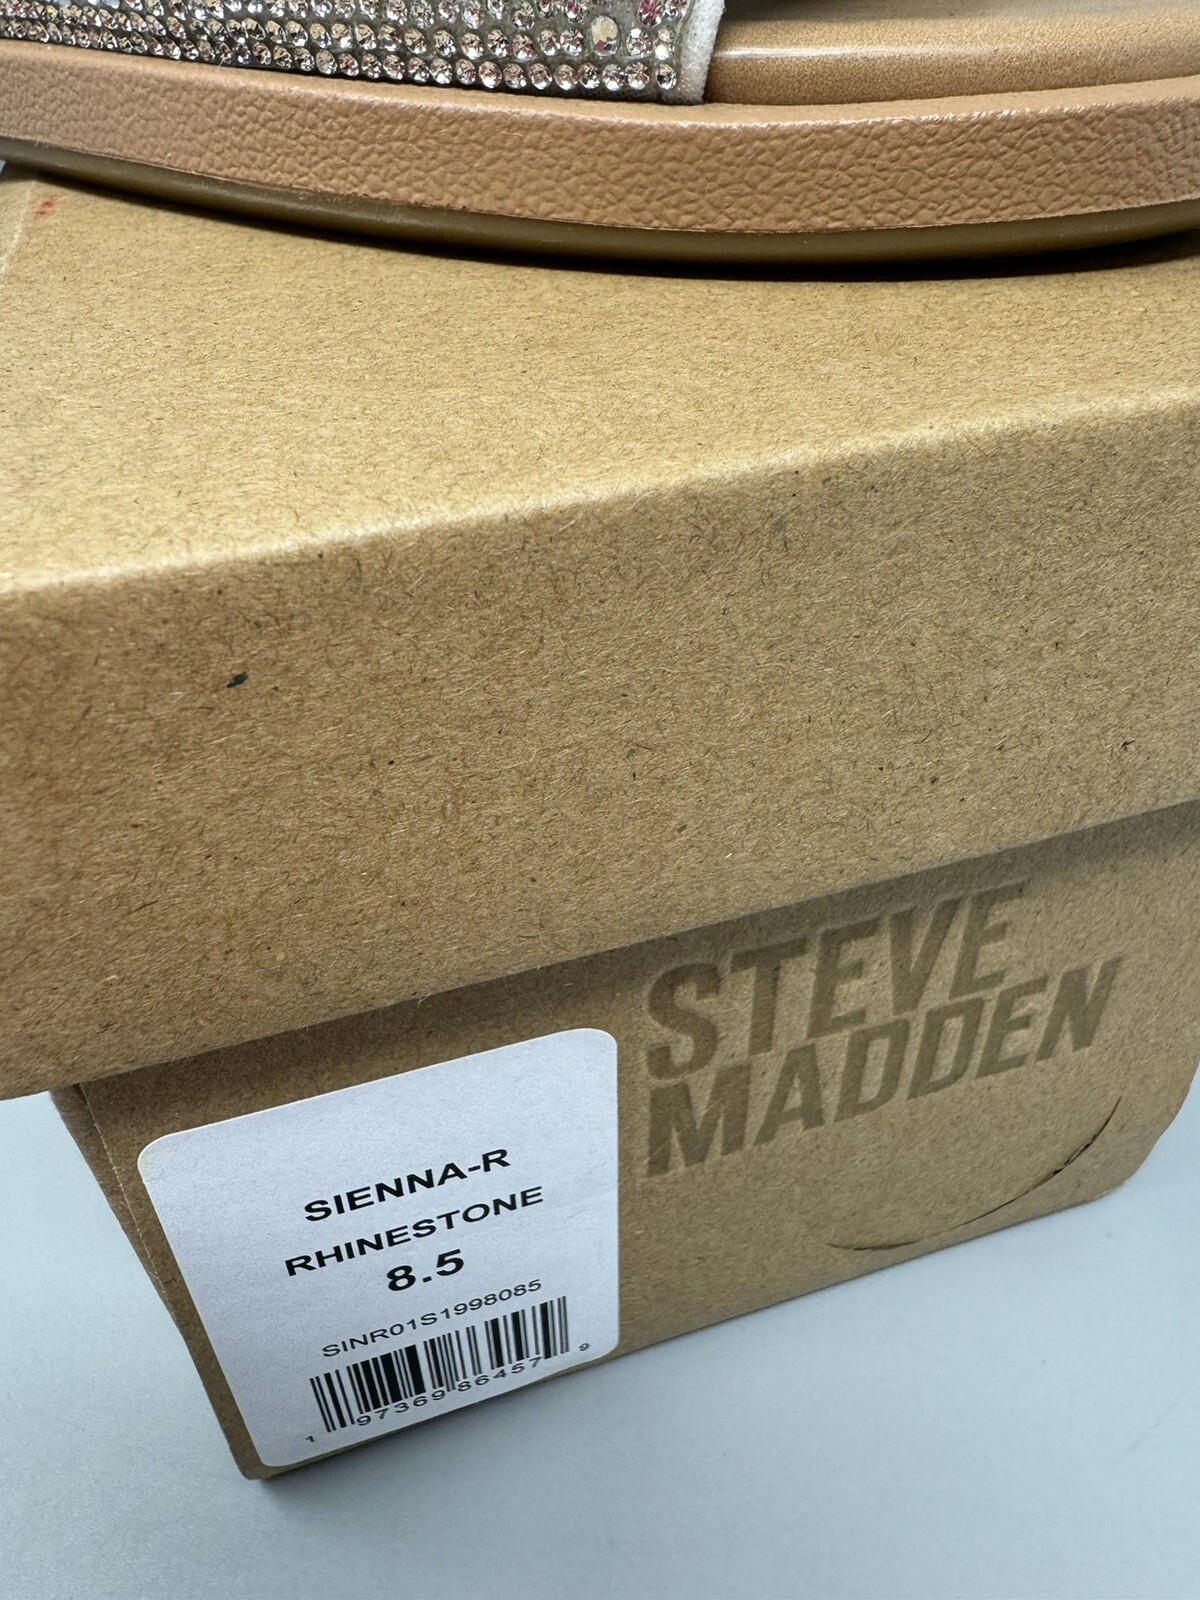 STEVE
MADDEN
SIENNA-R
RHINESTONE
8.5
SINR01S1998085
1 97369 86457 9